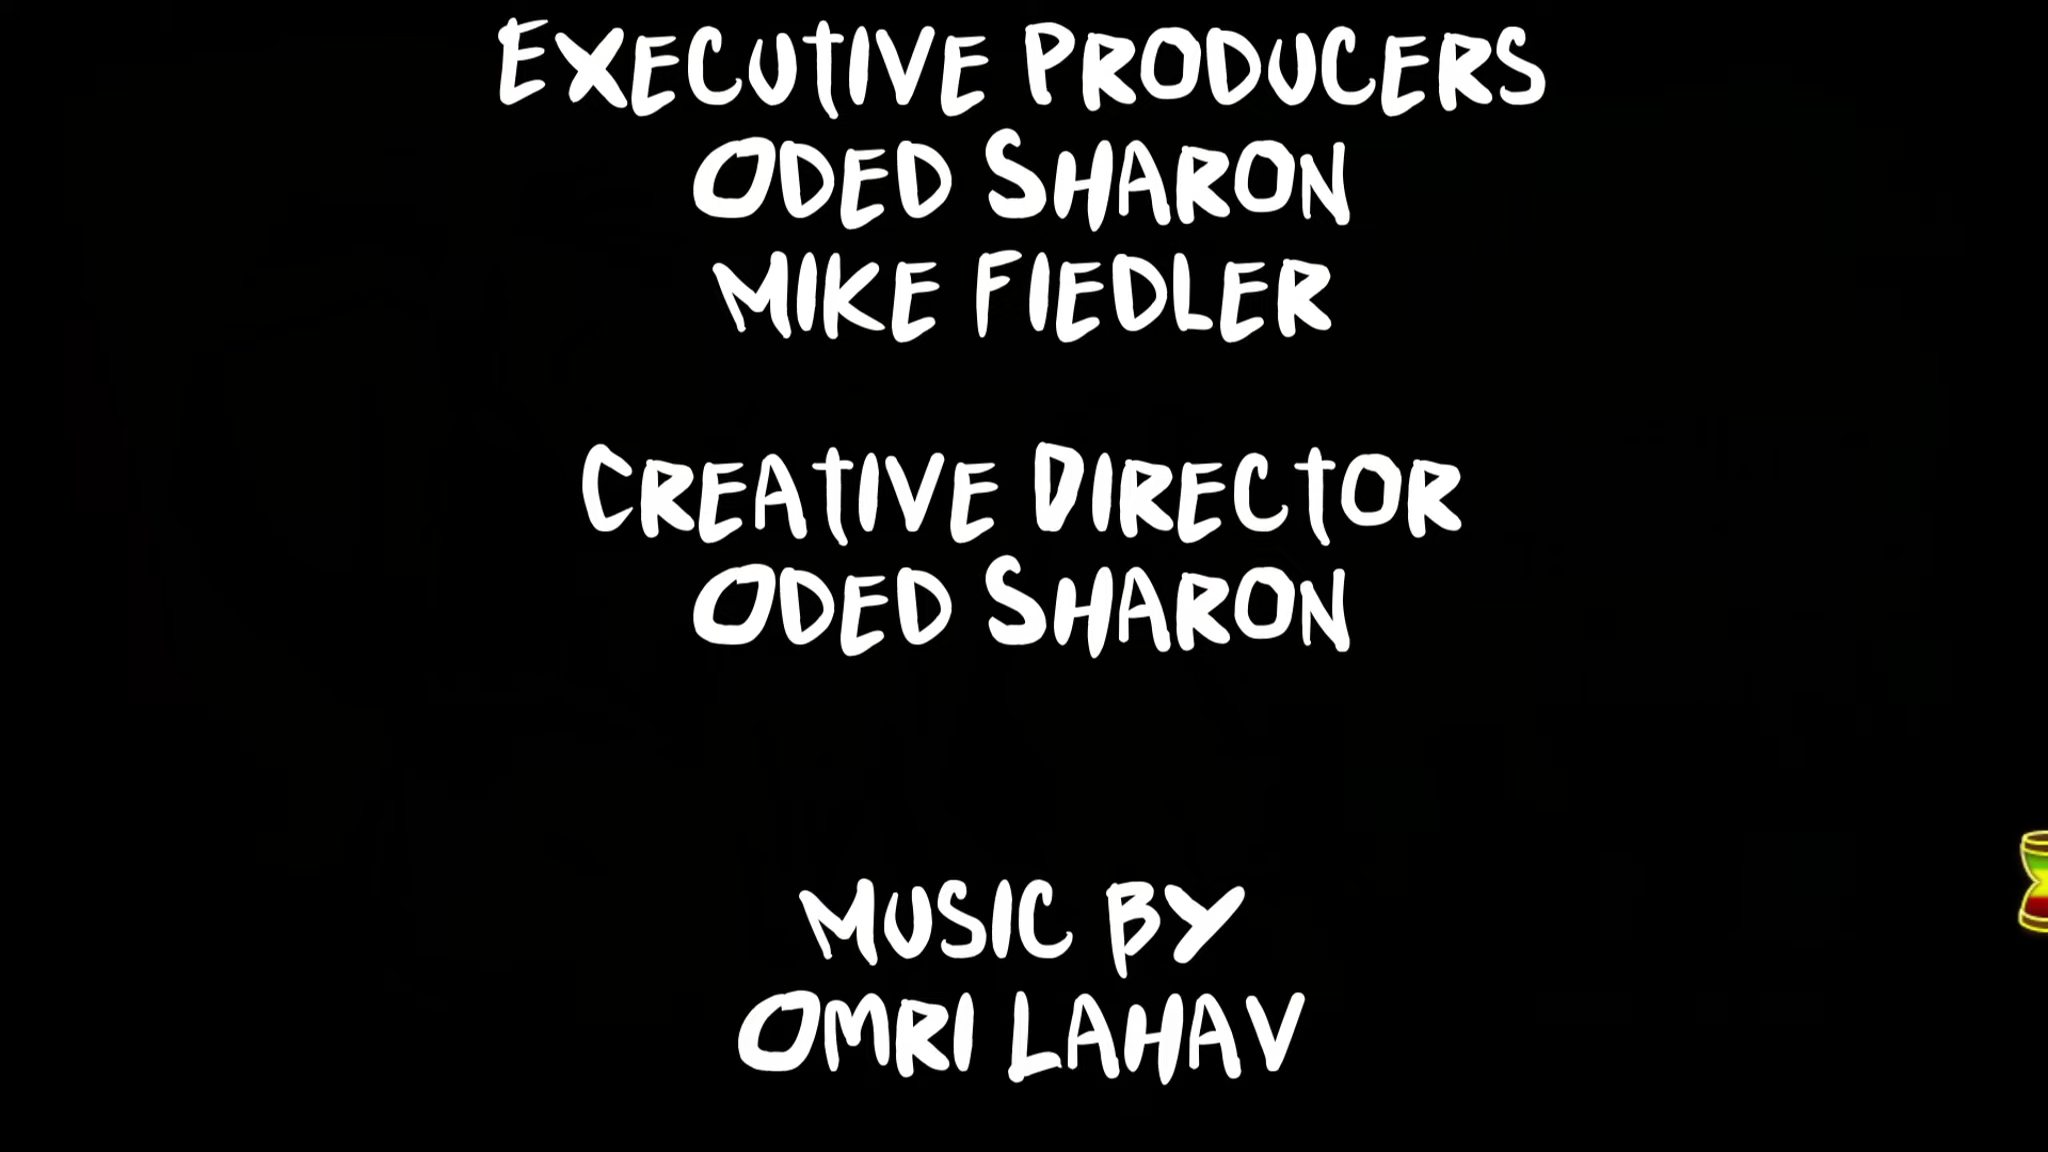 Executive Producers
Oded Sharon
Mike Fiedler
Creative Director
Oded Sharon
Music By
Omri Lahav